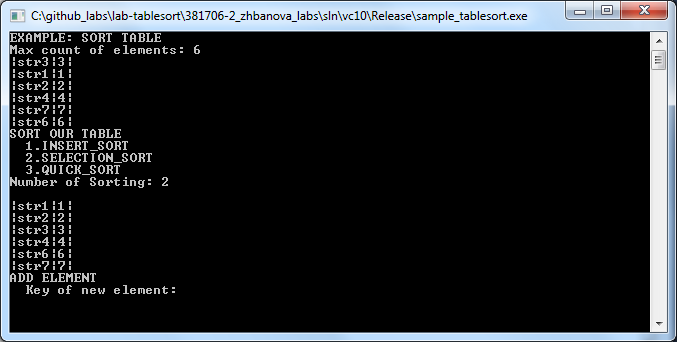 C:\github_labs\lab-tablesort\381706-2_zhbanova_labs\sln\vc10\Release\sample_tablesort.exe
EXAMPLE: SORT TABLE
Max count of elements: 6
|str3|3|
|str1|1|
|str2|2|
|str4|4|
|str7|7|
|str6|6|
SORT OUR TABLE
  1.INSERT_SORT
  2.SELECTION_SORT
  3.QUICK_SORT
Number of Sorting: 2

|str1|1|
|str2|2|
|str3|3|
|str4|4|
|str6|6|
|str7|7|
ADD ELEMENT
  Key of new element: